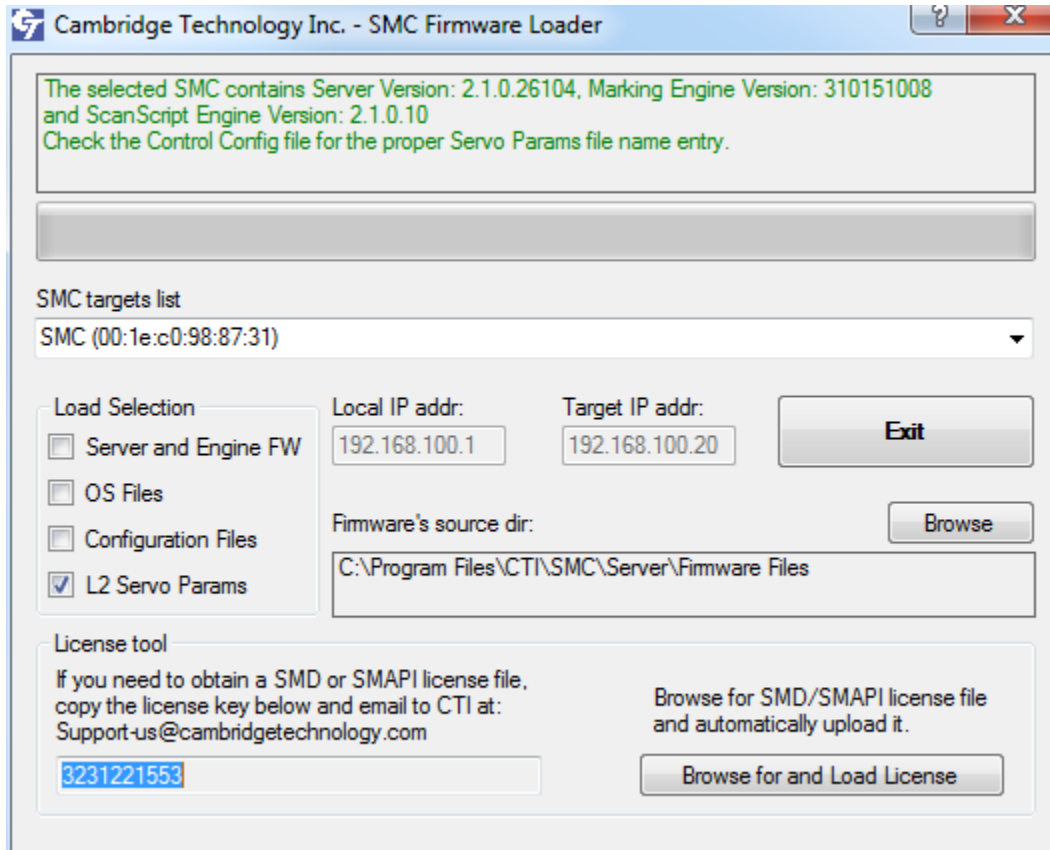 Cambridge Technology Inc. - SMC Firmware Loader
The selected SMC contains Server Version: 2.1.0.26104, Marking Engine Version: 310151008
and ScanScript Engine Version: 2.1.0.10
Check the Control Config file for the proper Servo Params file name entry.
SMC targets list
SMC (00:1e:c0:98:87:31)
Load Selection
Server and Engine FW
OS Files
Configuration Files
L2 Servo Params
Local IP addr:
192.168.100.1
Target IP addr:
192.168.100.20
Exit
Firmware's source dir:
Browse
C:\Program Files\CTI\SMC\Server\Firmware Files
License tool
If you need to obtain a SMD or SMAPI license file,
copy the license key below and email to CTI at:
Support-us@cambridgetechnology.com
3231221553
Browse for SMD/SMAPI license file
and automatically upload it.
Browse for and Load License